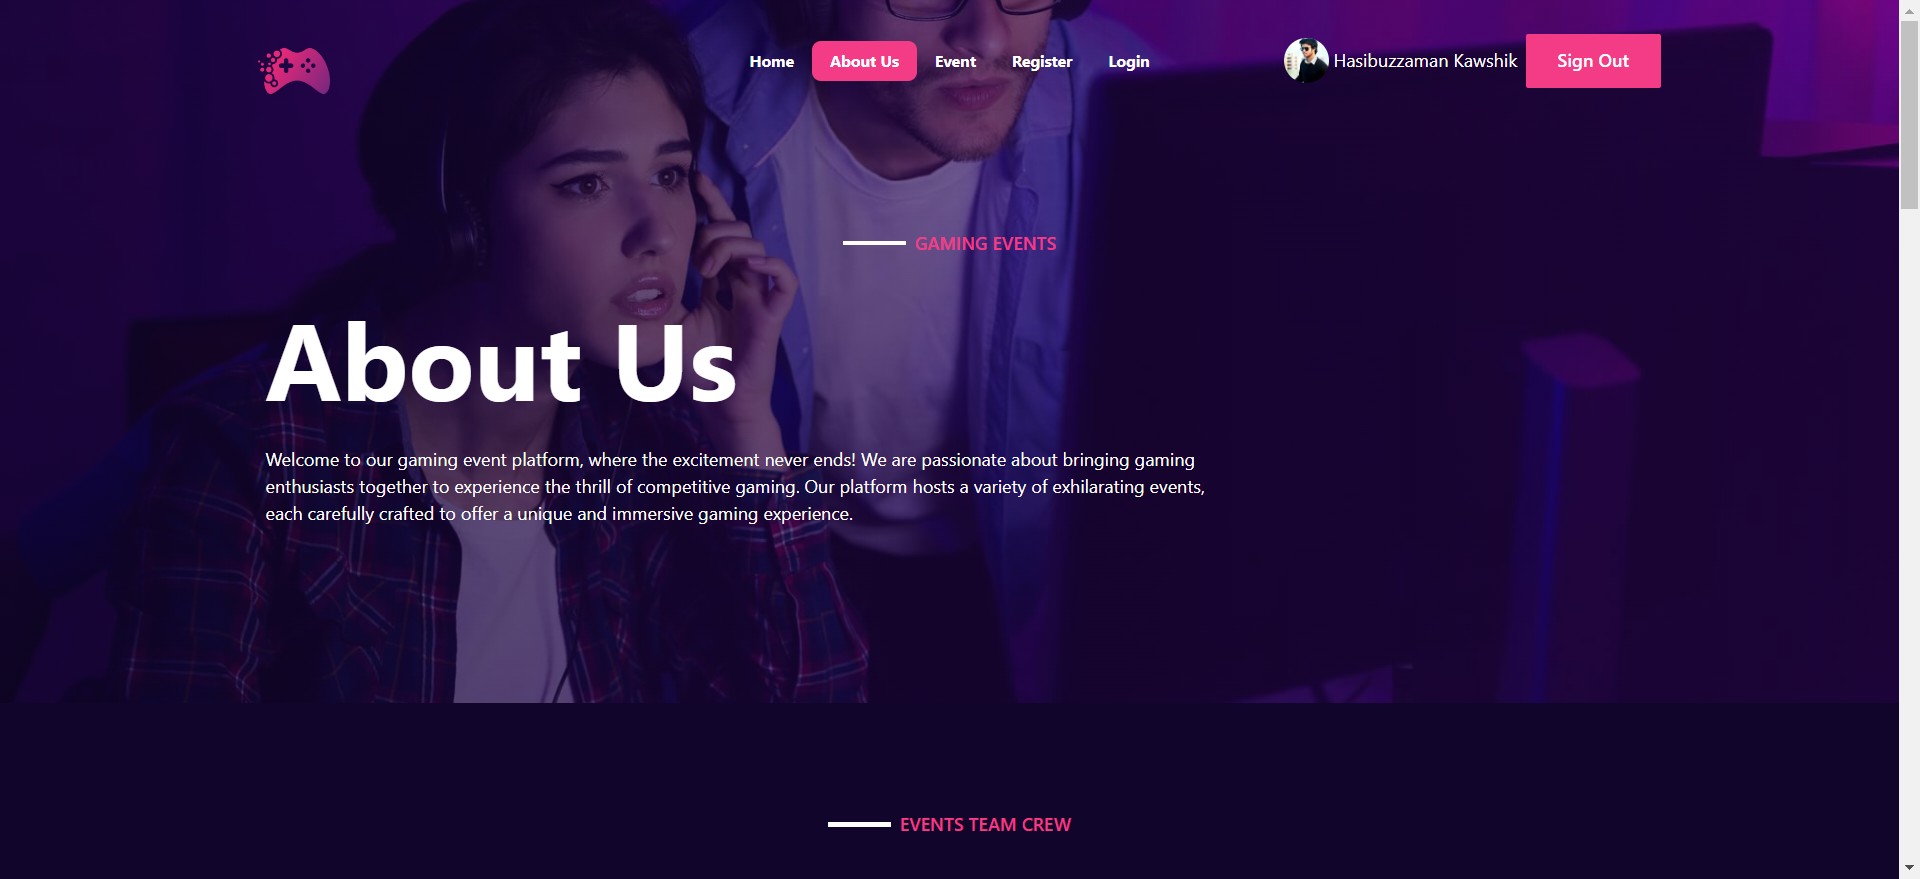 Home About Us Event Register Login Hasibuzzaman Kawshik Sign Out
GAMING EVENTS
About Us
Welcome to our gaming event platform, where the excitement never ends! We are passionate about bringing gaming
enthusiasts together to experience the thrill of competitive gaming. Our platform hosts a variety of exhilarating events,
each carefully crafted to offer a unique and immersive gaming experience.
EVENTS TEAM CREW